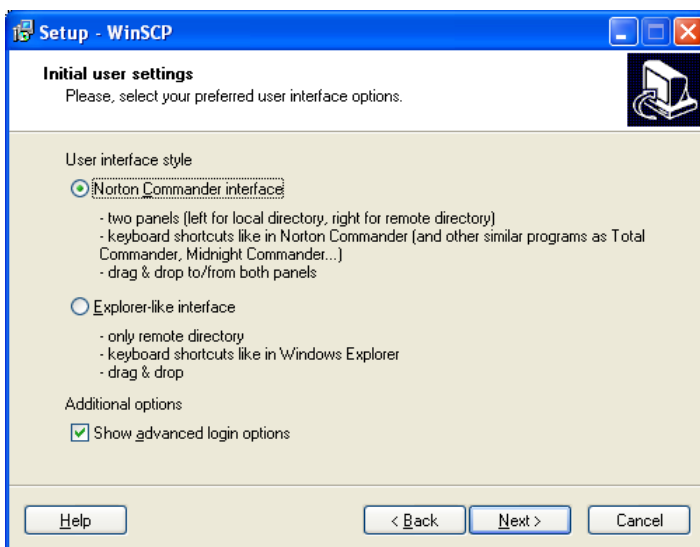 Setup - WinSCP
Initial user settings
Please, select your preferred user interface options.
User interface style
Norton Commander interface
- two panels (left for local directory, right for remote directory)
- keyboard shortcuts like in Norton Commander (and other similar programs as Total
Commander, Midnight Commander...)
- drag & drop to/from both panels
Explorer-like interface
- only remote directory
- keyboard shortcuts like in Windows Explorer
- drag & drop
Additional options
Show advanced login options
Help
< Back
Next >
Cancel